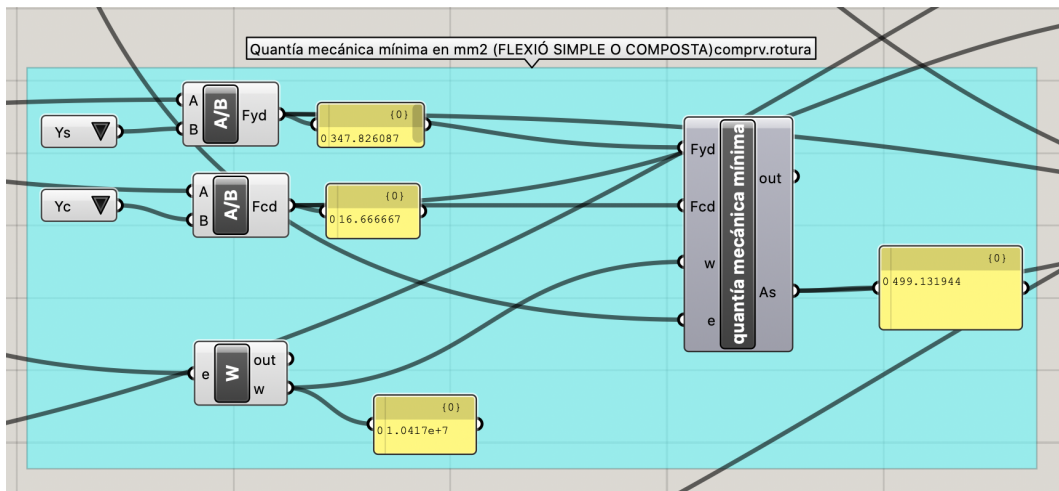 Quantía mecánica mínima en mm2 (FLEXIÓ SIMPLE O COMPOSTA)comprv.rotura
A
B
A/B
Fyd
{0}
0 347.826087
Ys
Fyd
Fcd
w
e
quantía mecánica mínima
out
As
A
B
A/B
Fcd
{0}
0 16.666667
Yc
{0}
0 499.131944
e
W
out
w
{0}
0 1.0417e+7